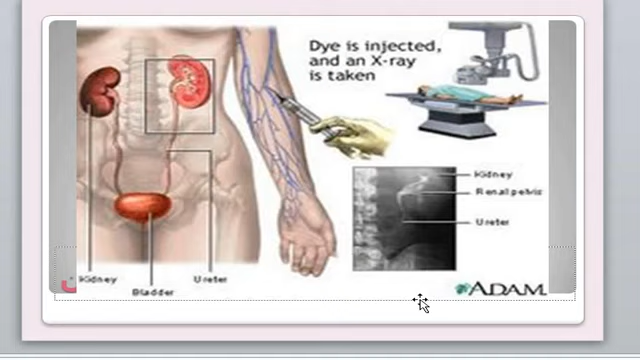 Dye is injected,
and an X-ray
is taken
Kidney
Renal pelvis
Ureter
Kidney
Ureter
Bladder
ADAM